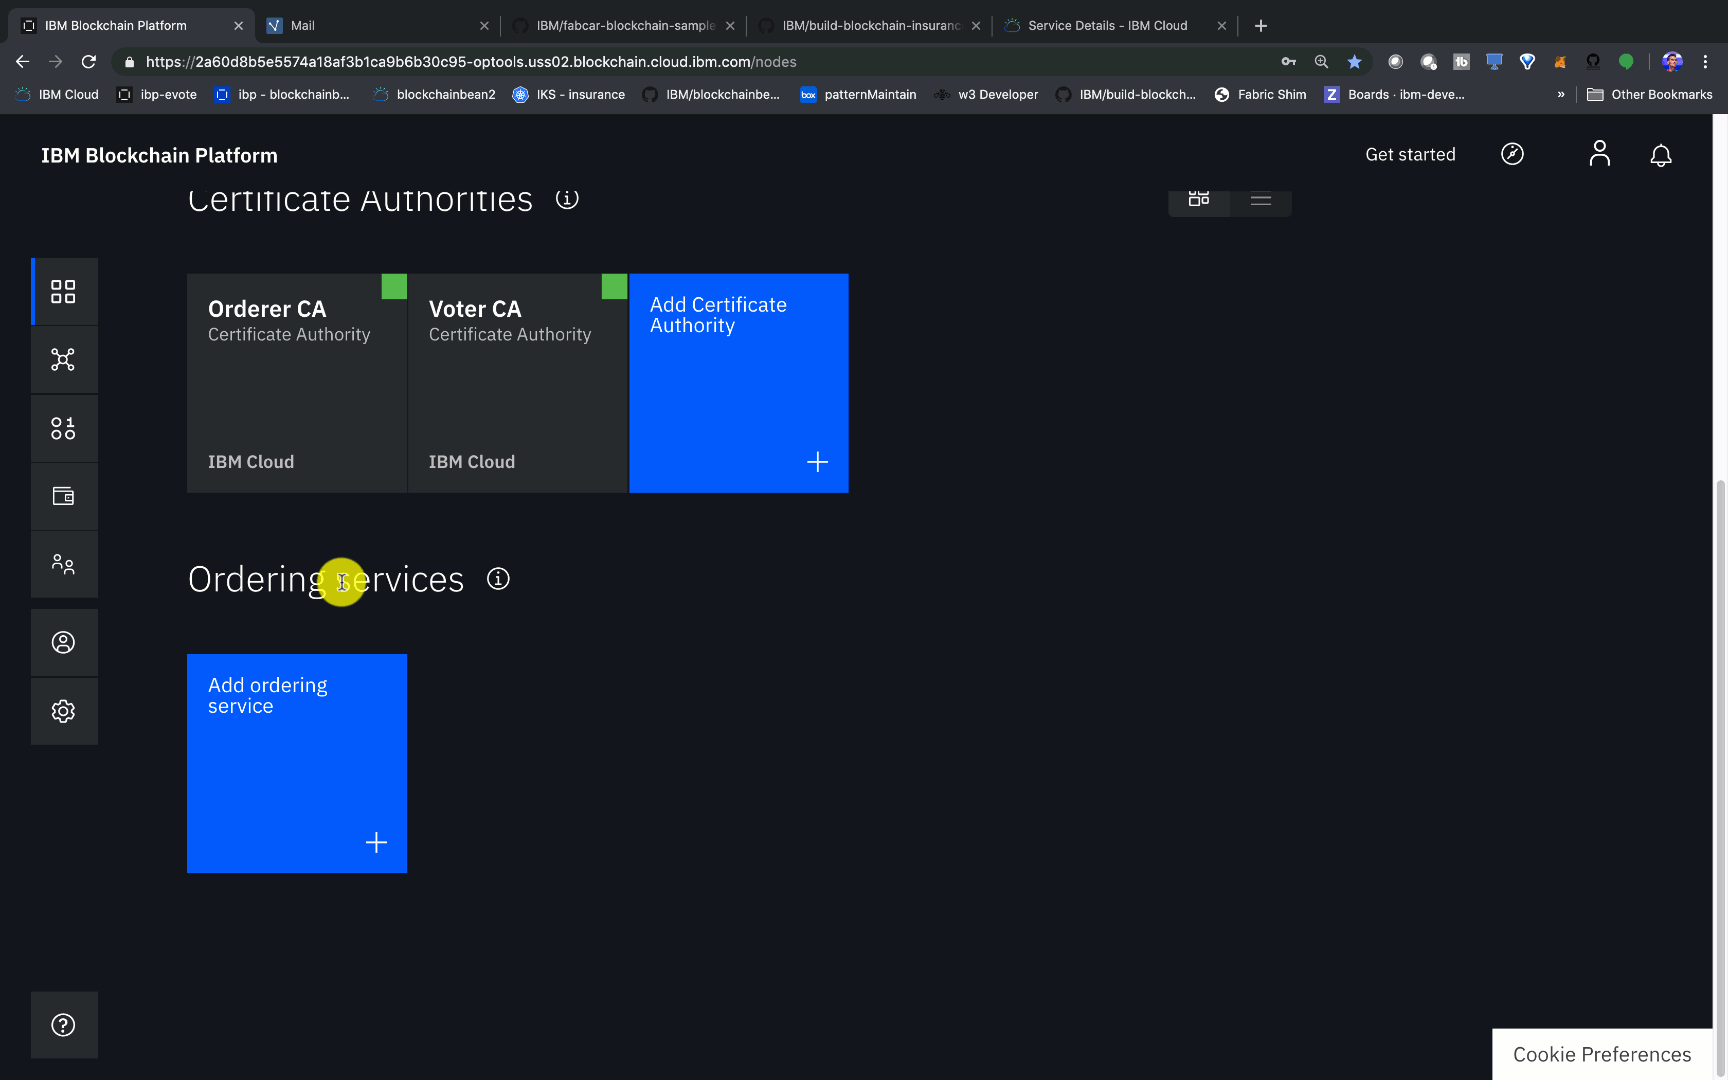 IBM Blockchain Platform
Mail
IBM/fabcar-blockchain-sample
IBM/build-blockchain-insuranc
Service Details - IBM Cloud
https://2a60d8b5e5574a18af3b1ca9b6b30c95-optools.uss02.blockchain.cloud.ibm.com/nodes
IBM Cloud
ibp-evote
ibp - blockchainb...
blockchainbean2
IKS - insurance
IBM/blockchainbe...
box
patternMaintain
w3 Developer
IBM/build-blockch...
Fabric Shim
Z
Boards · ibm-deve...
»
Other Bookmarks
IBM Blockchain Platform
Get started
Certificate Authorities
Orderer CA
Certificate Authority
IBM Cloud
Voter CA
Certificate Authority
IBM Cloud
Add Certificate
Authority
Ordering services
Add ordering
service
Cookie Preferences